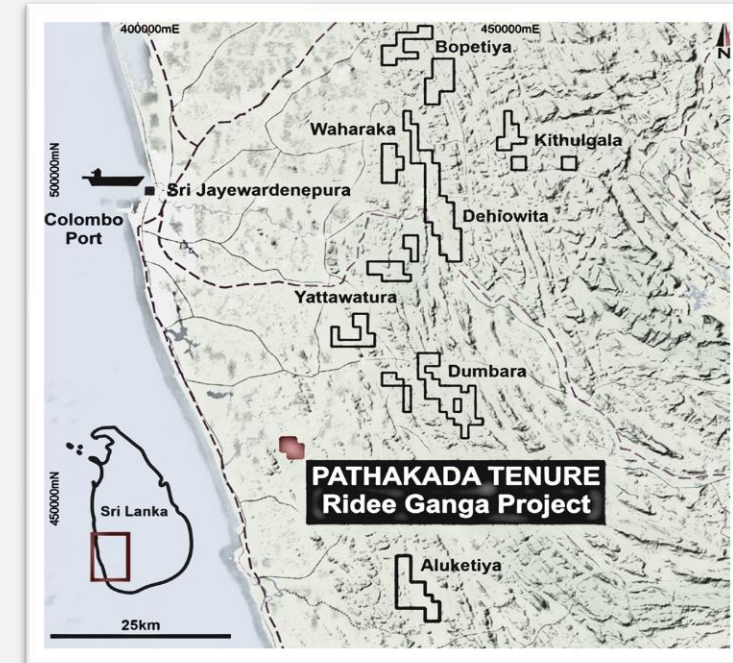 400000mE
450000mE
N
Bopetiya
Waharaka
Kithulgala
500000mN
Sri Jayewardenepura
Colombo
Port
Dehiowita
Yattawatura
Dumbara
PATHAKADA TENURE
Ridee Ganga Project
450000mN
Sri Lanka
Aluketiya
25km